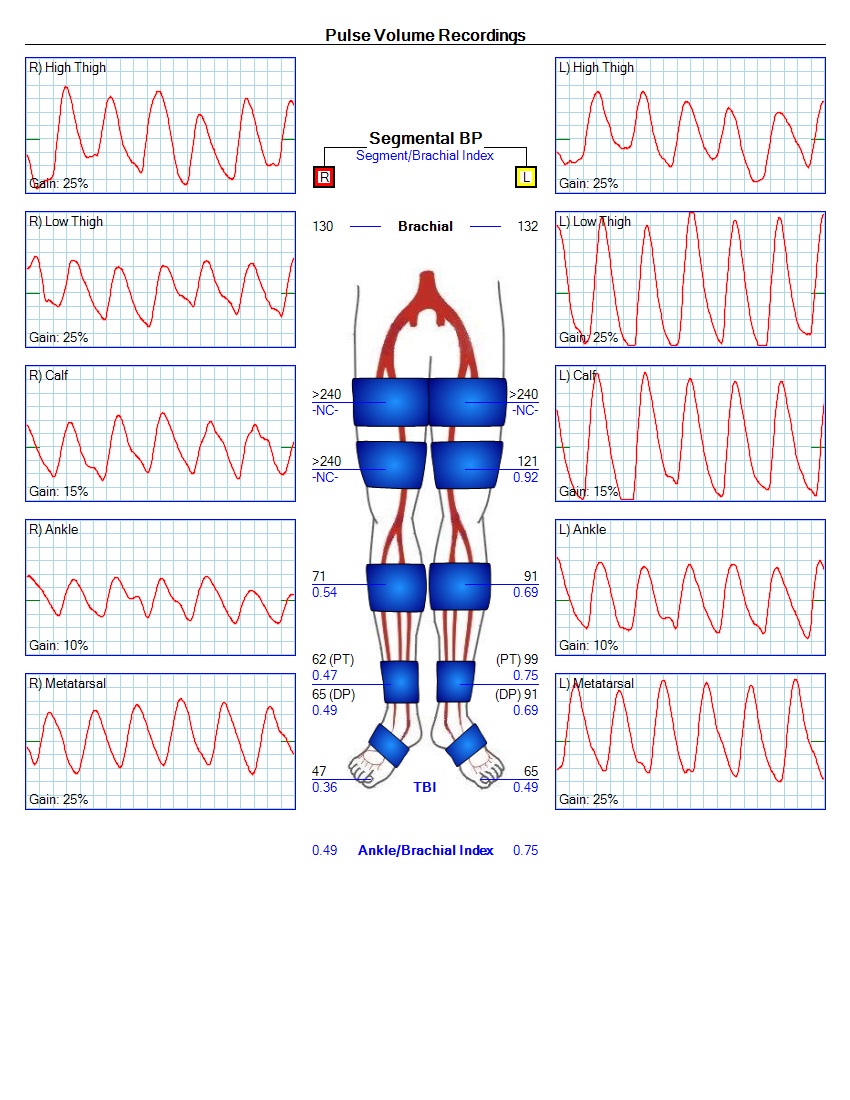 Pulse Volume Recordings
R) High Thigh
Gain: 25%
L) High Thigh
Gain: 25%
Segmental BP
Segment/Brachial Index
R
L
130 Brachial 132
R) Low Thigh
Gain: 25%
L) Low Thigh
Gain: 25%
R) Calf
Gain: 15%
L) Calf
Gain: 15%
>240 >240
-NC- -NC-
>240 121
-NC- 0.92
R) Ankle
Gain: 10%
L) Ankle
Gain: 10%
71 91
0.54 0.69
62 (PT) (PT) 99
0.47 0.75
65 (DP) (DP) 91
0.49 0.69
R) Metatarsal
Gain: 25%
L) Metatarsal
Gain: 25%
47 65
0.36 TBI 0.49
0.49 Ankle/Brachial Index 0.75